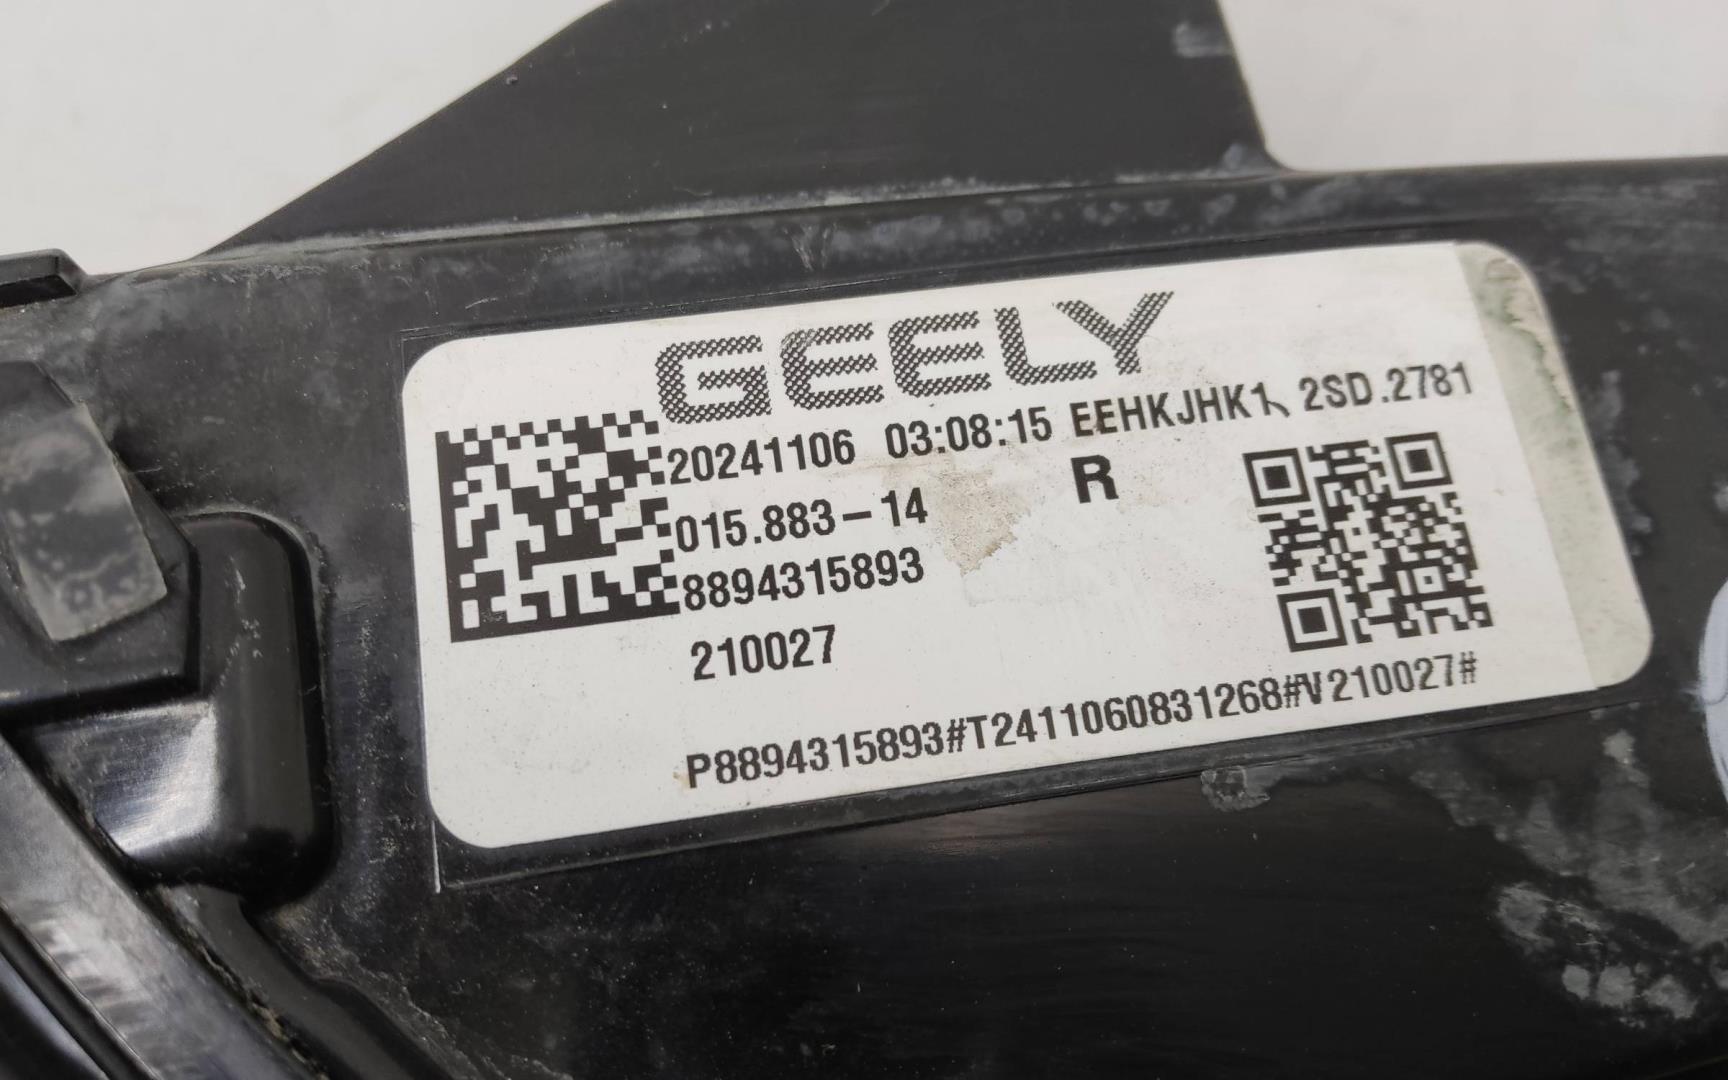 GEELY
20241106 03:08:15 EEHKJHK1、2SD.2781
015.883-14 R
8894315893
210027
P8894315893#T2411060831268#V210027#